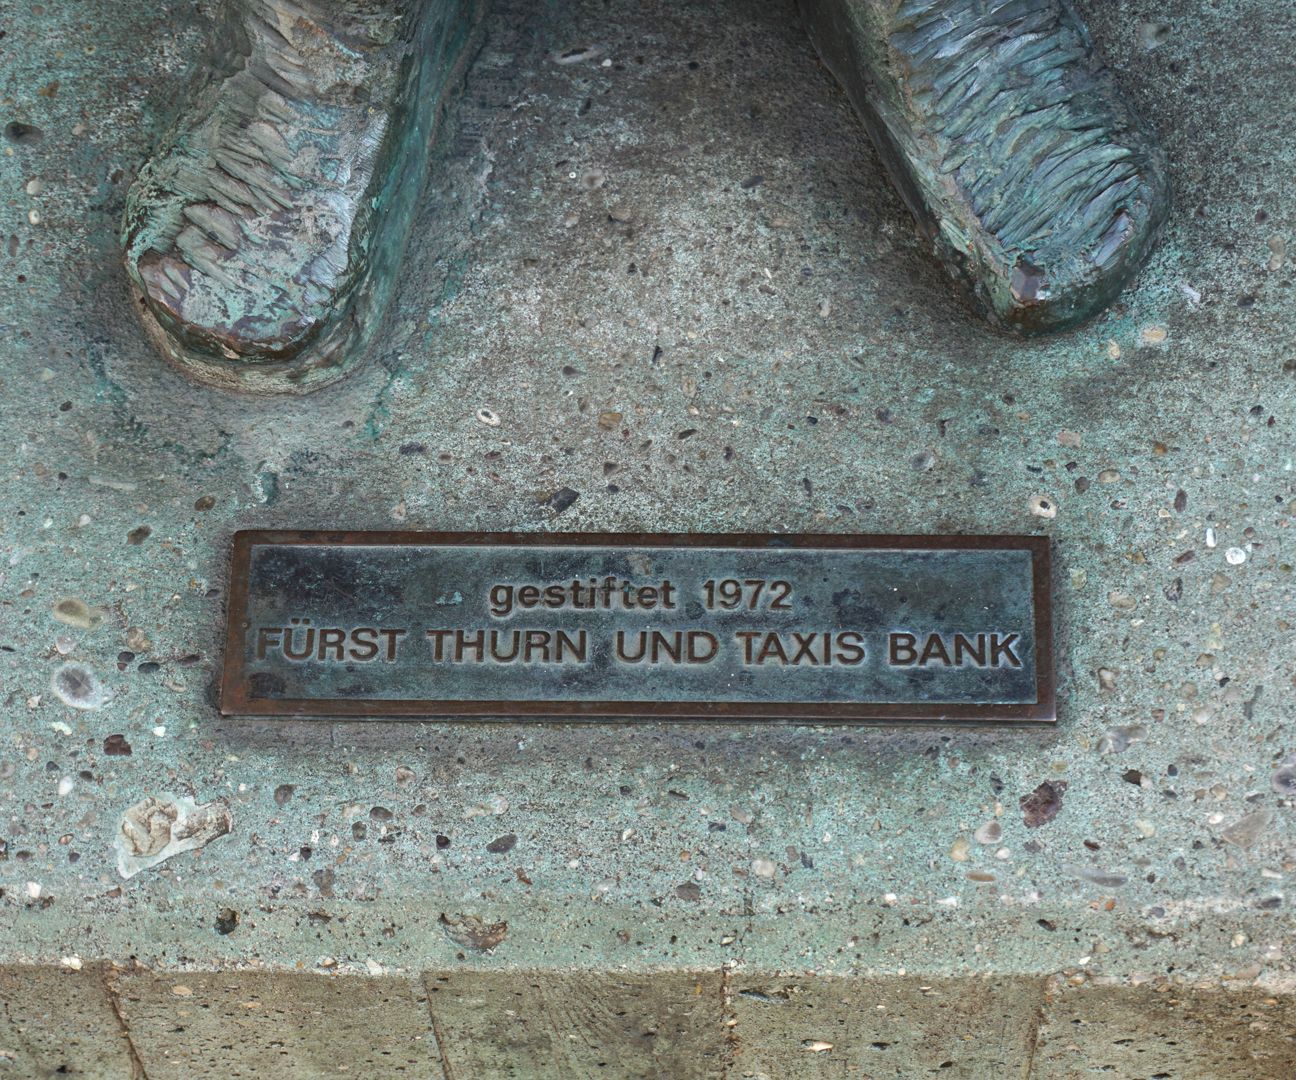 gestiftet 1972
FÜRST THURN UND TAXIS BANK